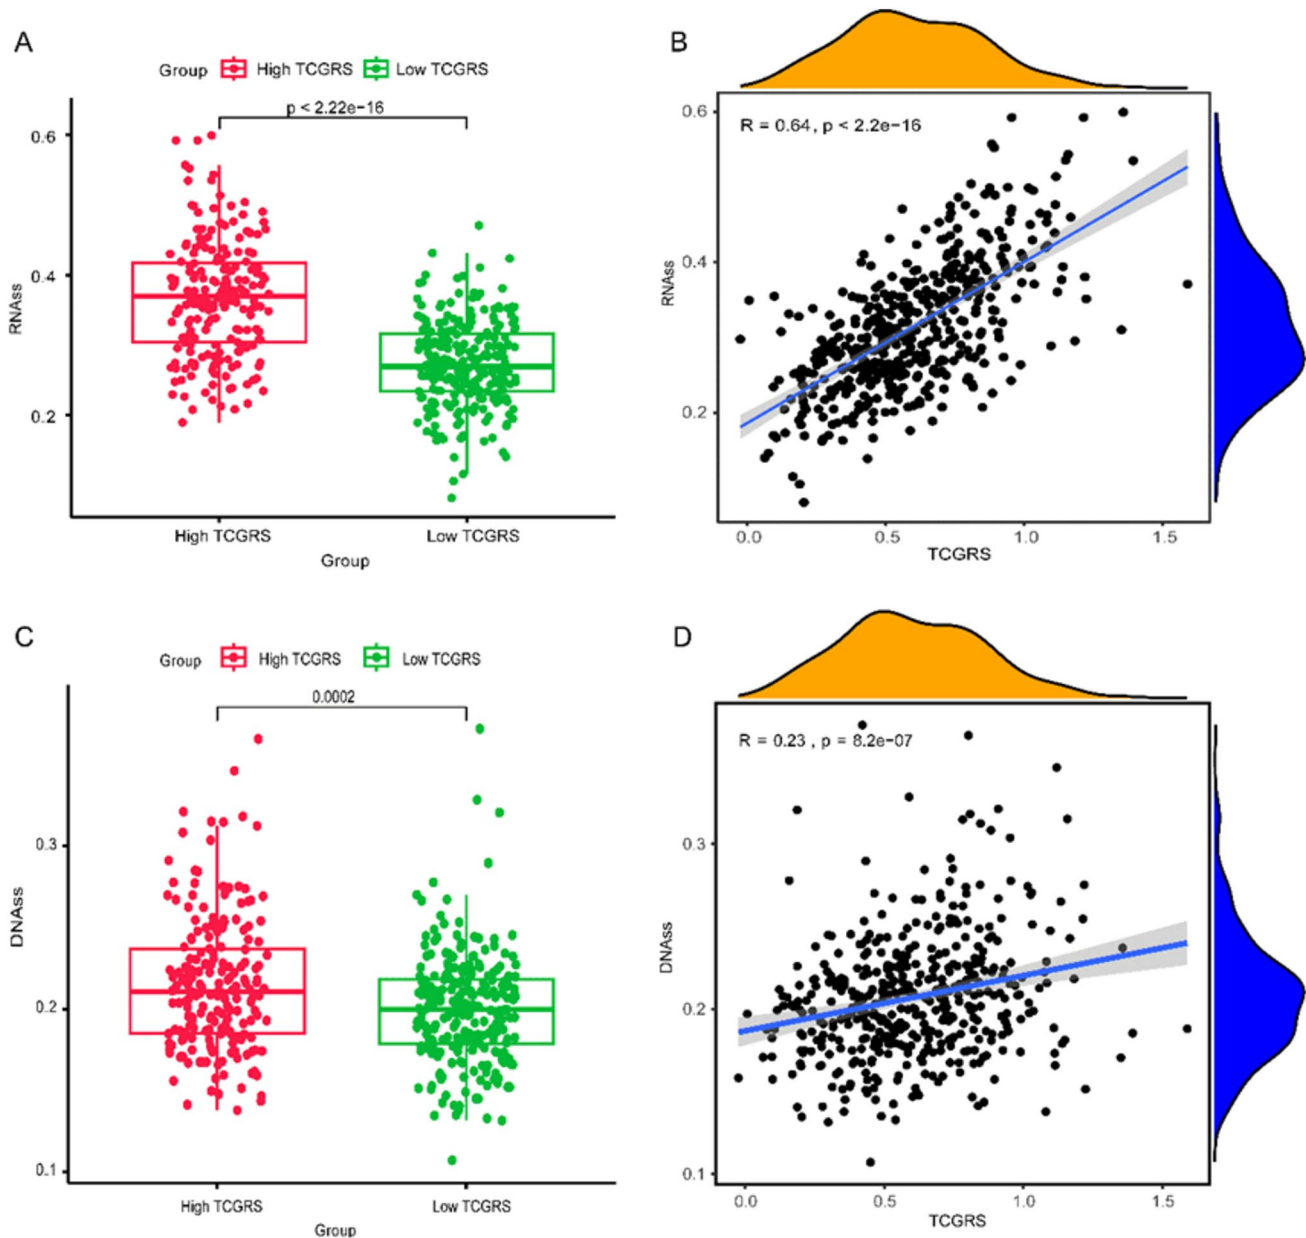 A
Group High TCGRS Low TCGRS
p < 2.22e−16
0.6
0.4
0.2
RNAss
High TCGRS Low TCGRS
Group
B
R = 0.64 , p < 2.2e−16
0.6
0.4
0.2
RNAss
0.0 0.5 1.0 1.5
TCGRS
C
Group High TCGRS Low TCGRS
0.0002
0.3
0.2
0.1
DNAss
High TCGRS Low TCGRS
Group
D
R = 0.23 , p = 8.2e−07
0.3
0.2
0.1
DNAss
0.0 0.5 1.0 1.5
TCGRS